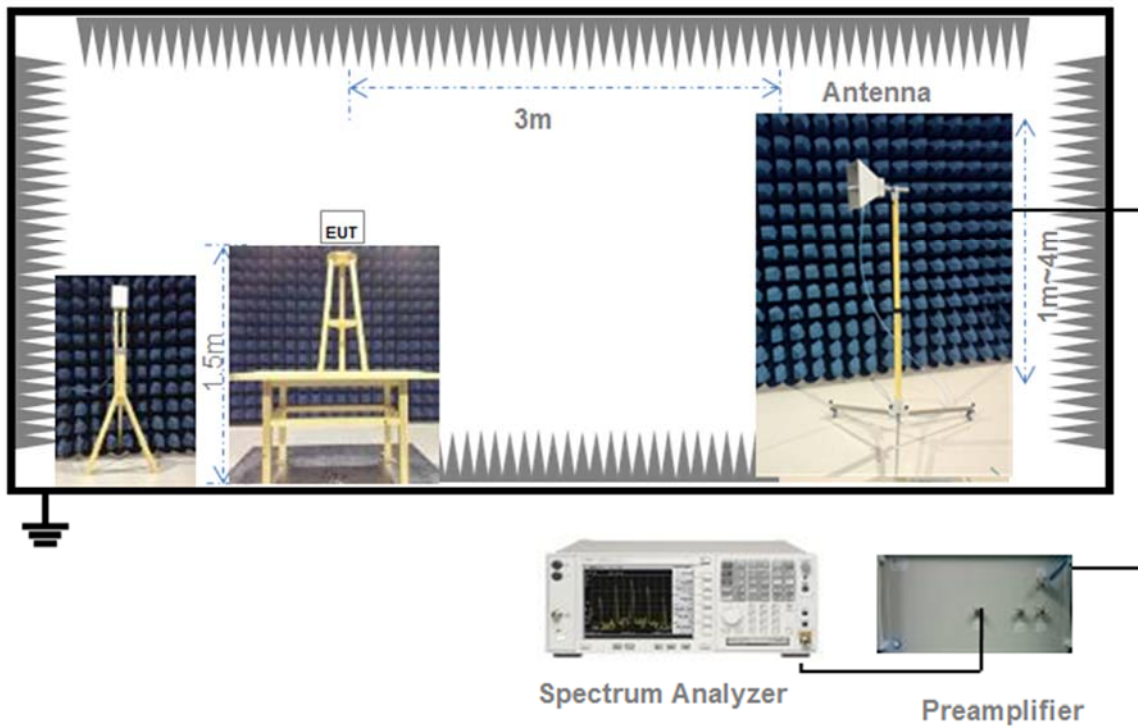 Antenna
3m
EUT
1.5m
1m~4m
Spectrum Analyzer
Preamplifier